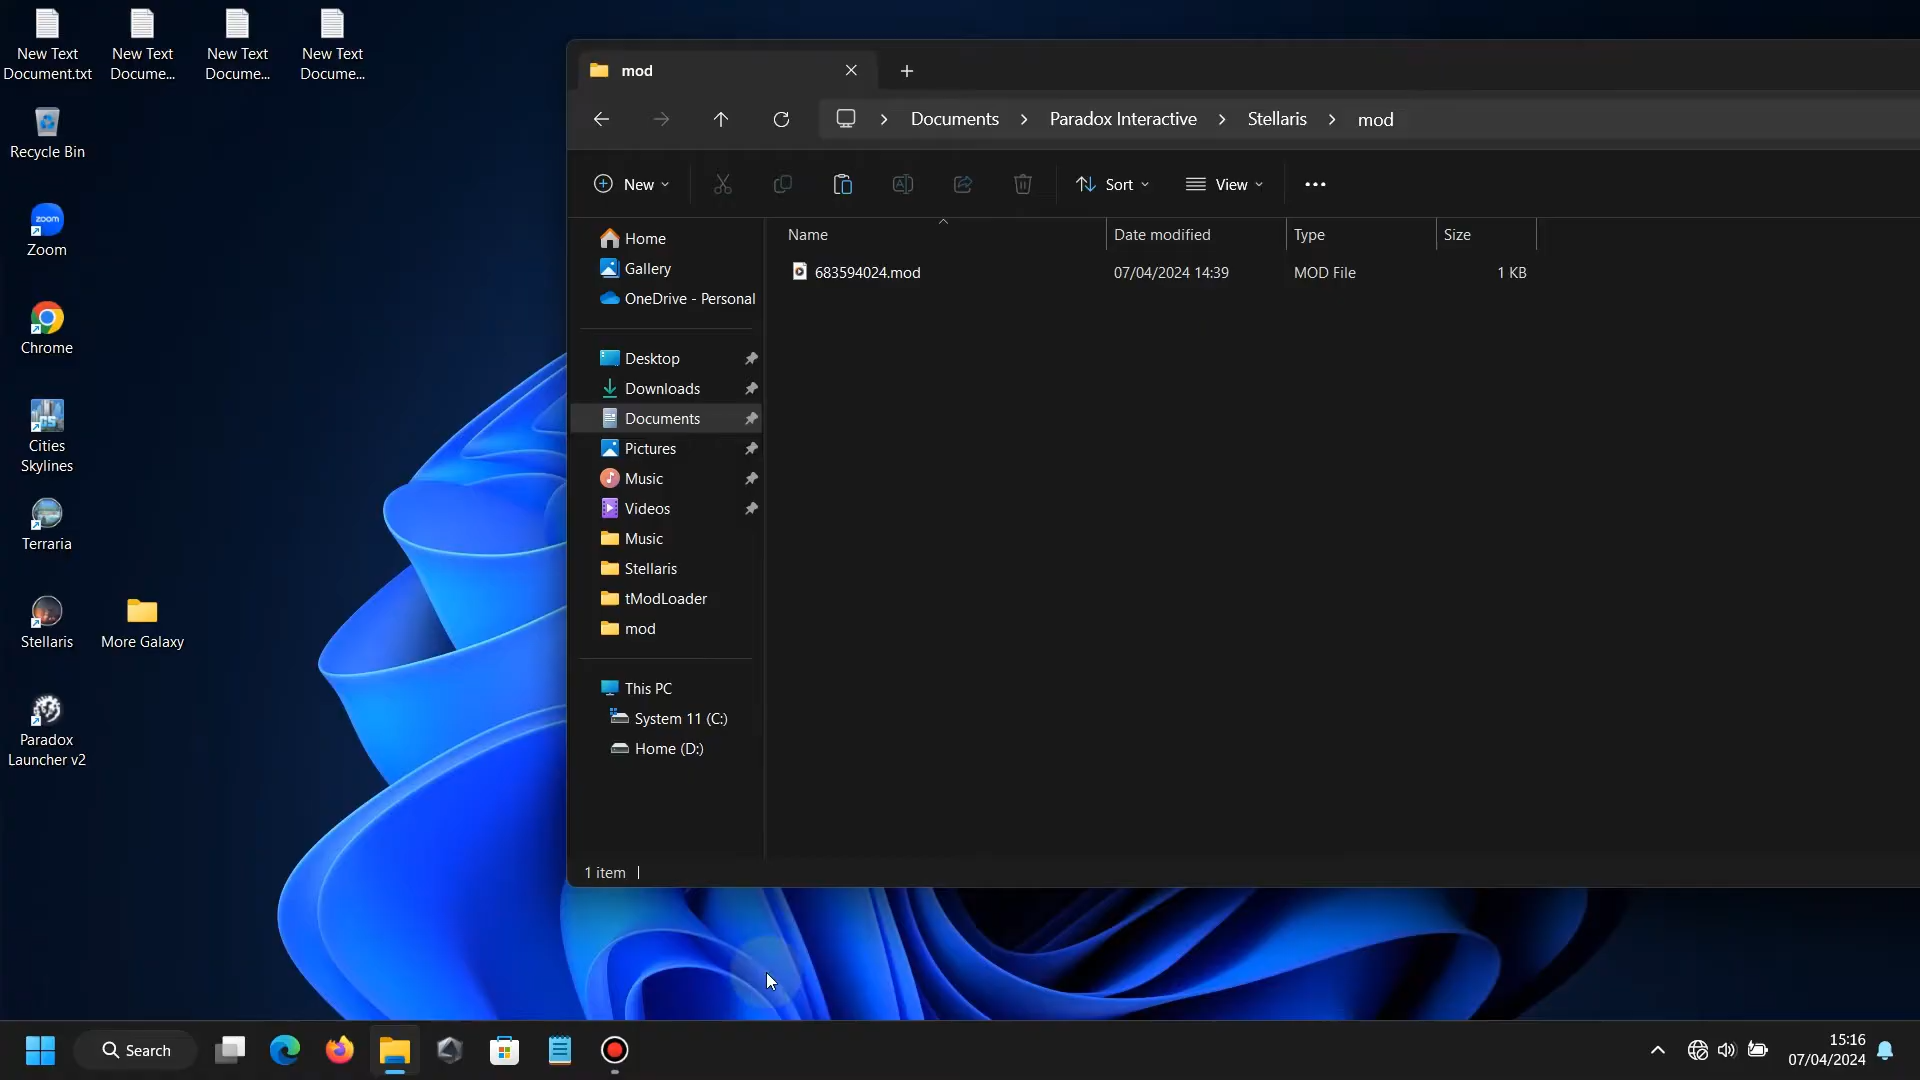 New Text
Document.txt
New Text
Docume...
New Text
Docume...
New Text
Docume...
Recycle Bin
zoom
Zoom
Chrome
Cities
Skylines
Terraria
Stellaris
More Galaxy
Paradox
Launcher v2
mod
Documents
Paradox Interactive
Stellaris
mod
New
Sort
View
Home
Gallery
OneDrive - Personal
Desktop
Downloads
Documents
Pictures
Music
Videos
Music
Stellaris
tModLoader
mod
This PC
System 11 (C:)
Home (D:)
Name
Date modified
Type
Size
683594024.mod
07/04/2024 14:39
MOD File
1 KB
1 item
Search
15:16
07/04/2024